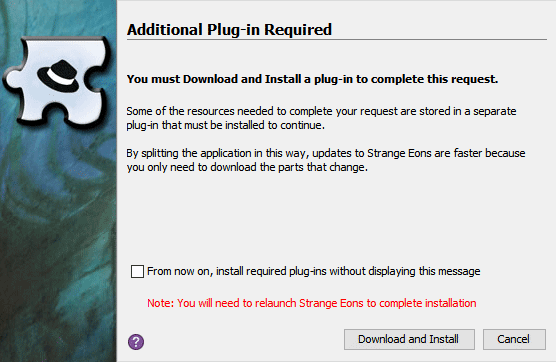 Additional Plug-in Required
You must Download and Install a plug-in to complete this request.
Some of the resources needed to complete your request are stored in a separate
plug-in that must be installed to continue.
By splitting the application in this way, updates to Strange Eons are faster because
you only need to download the parts that change.
From now on, install required plug-ins without displaying this message
Note: You will need to relaunch Strange Eons to complete installation
?
Download and Install
Cancel